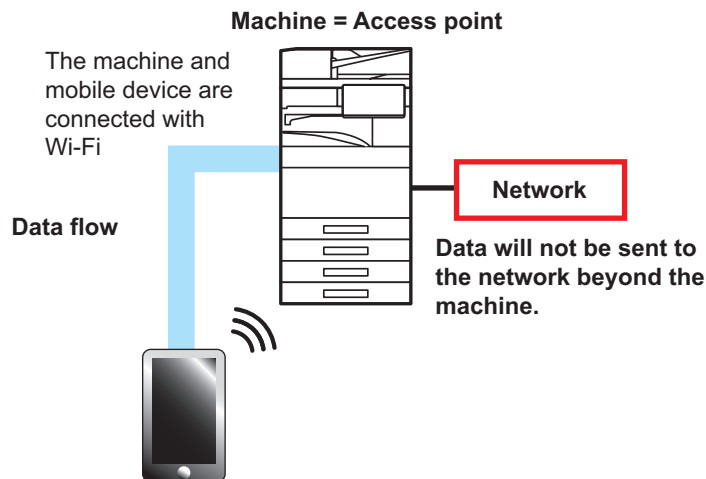 Machine = Access point
The machine and
mobile device are
connected with
Wi-Fi
Network
Data flow
Data will not be sent to
the network beyond the
machine.